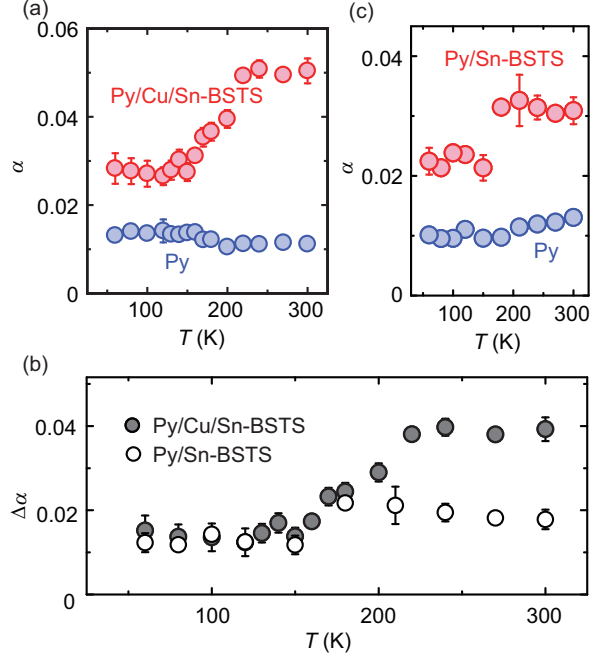 (a)
0.06
0.04
0.02
0
α
Py/Cu/Sn-BSTS
Py
100
200
300
T (K)
(c)
0.04
0.02
0
α
Py/Sn-BSTS
Py
100
200
300
T (K)
(b)
0.04
0.02
0
Δα
Py/Cu/Sn-BSTS
Py/Sn-BSTS
100
200
300
T (K)